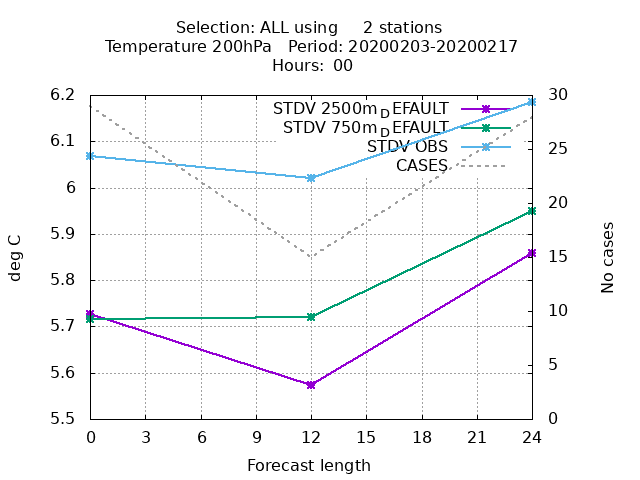 Selection: ALL using     2 stations
Temperature 200hPa   Period: 20200203-20200217
Hours:  00
STDV 2500m_DEFAULT
STDV 750m_DEFAULT
STDV OBS
CASES
deg C
6.2
6.1
6
5.9
5.8
5.7
5.6
5.5
30
25
20
15
10
5
0
No cases
0 3 6 9 12 15 18 21 24
Forecast length